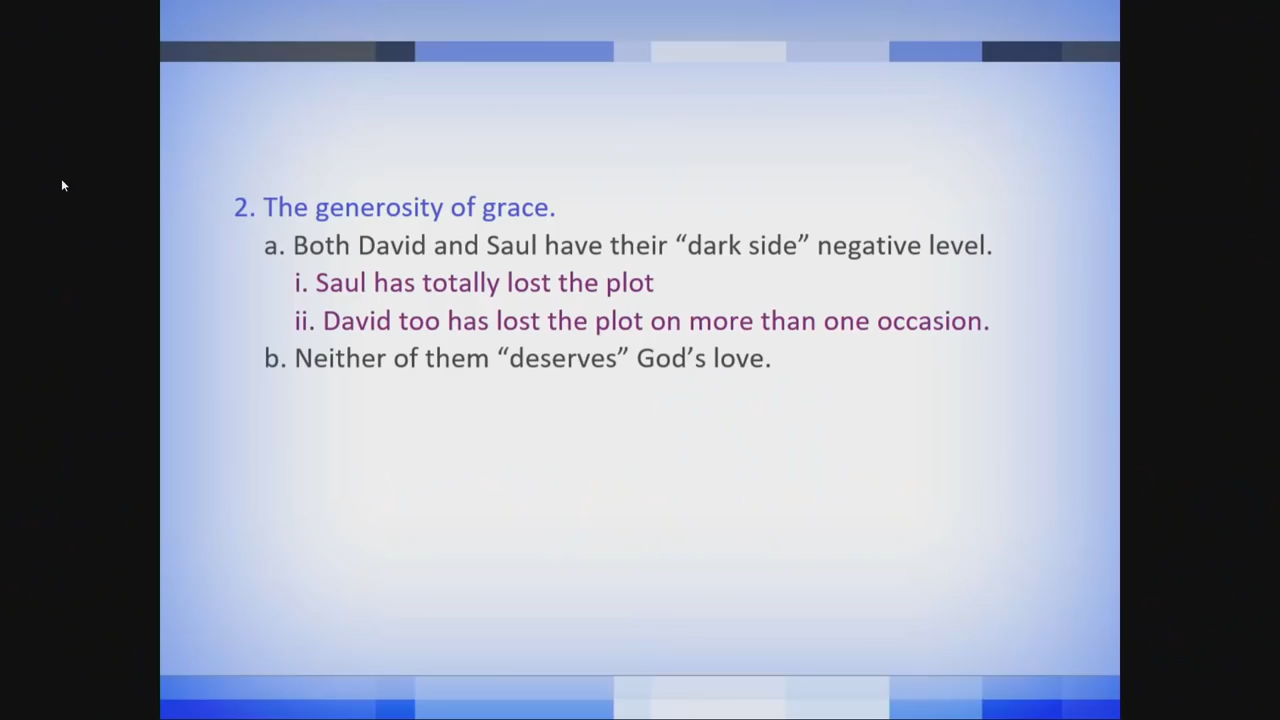 2. The generosity of grace.
a. Both David and Saul have their “dark side” negative level.
i. Saul has totally lost the plot
ii. David too has lost the plot on more than one occasion.
b. Neither of them “deserves” God’s love.